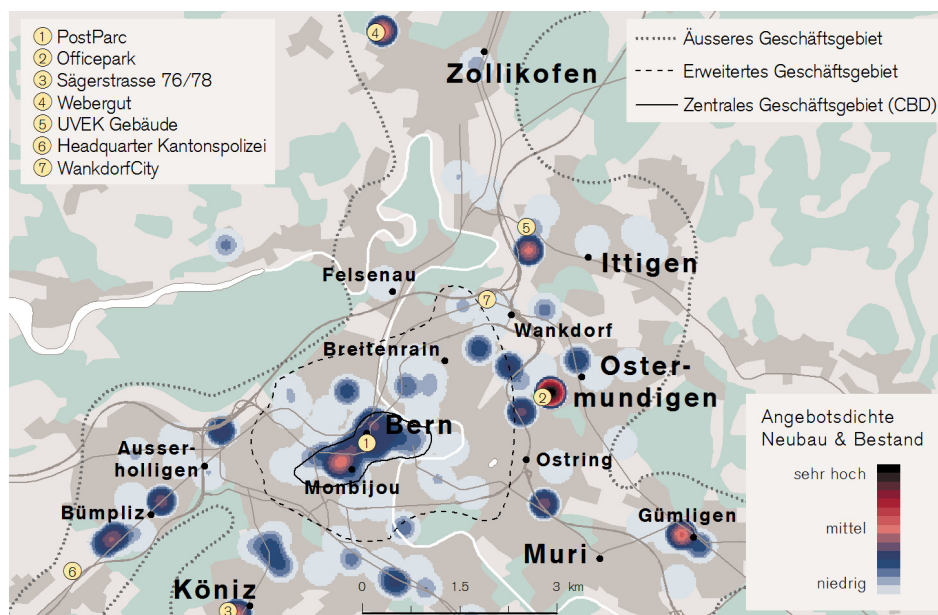 1 PostParc
2 Officepark
3 Sägerstrasse 76/78
4 Webergut
5 UVEK Gebäude
6 Headquarter Kantonspolizei
7 WankdorfCity
Äusseres Geschäftsgebiet
Erweitertes Geschäftsgebiet
Zentrales Geschäftsgebiet (CBD)
4
Zollikofen
5
Ittigen
Felsenau
7
Wankdorf
Breitenrain
Oster-
mundigen
2
Bern
1
Ausser-
holligen
Monbijou
Ostring
Bümpliz
Gümligen
Muri
6
Köniz
3
0 1.5 3 km
Angebotsdichte
Neubau & Bestand
sehr hoch
mittel
niedrig